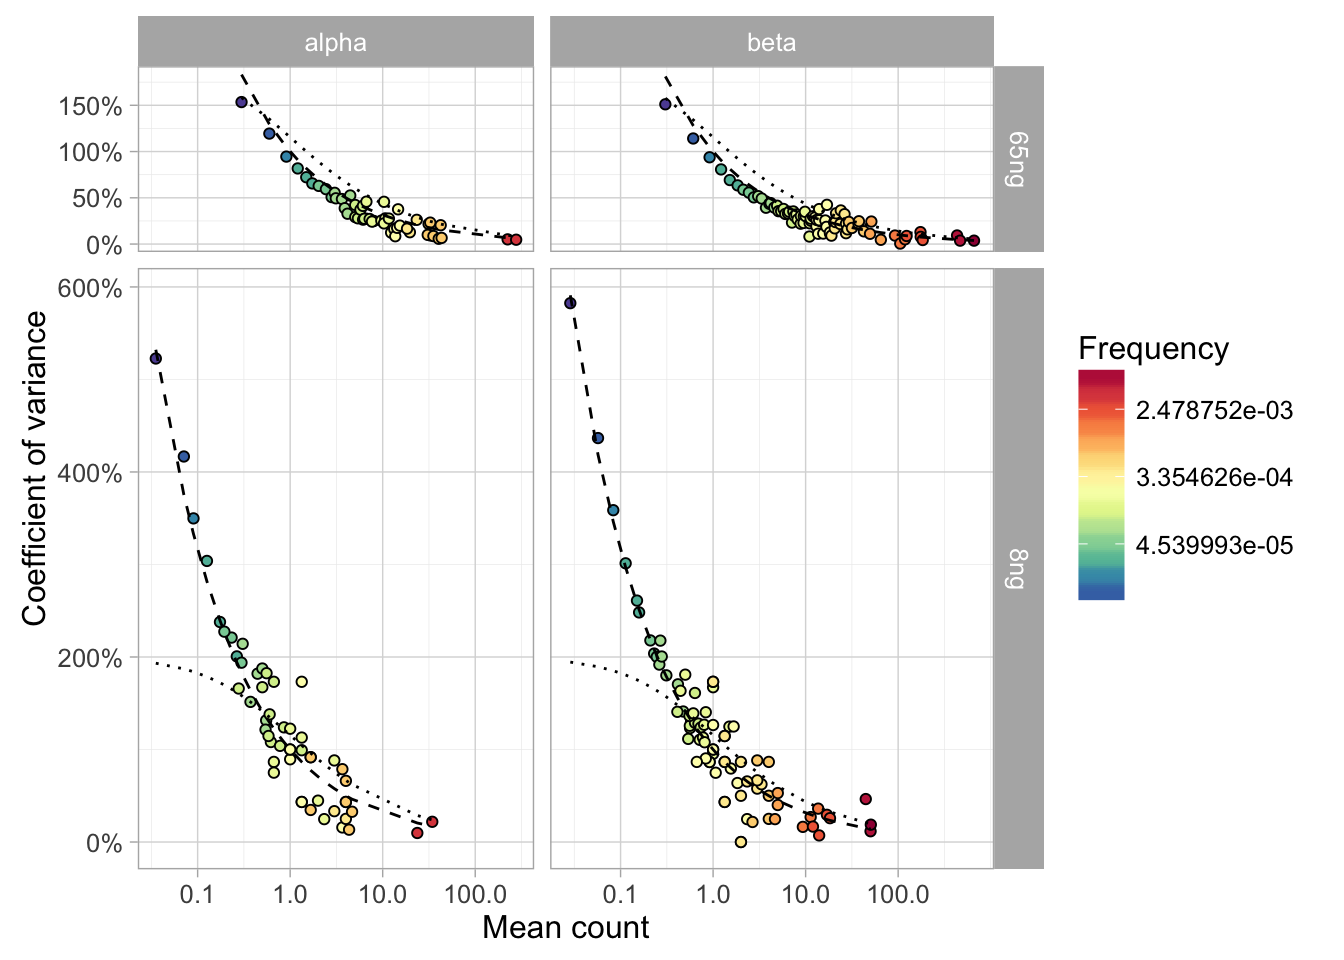 alpha
beta
150%
100%
50%
0%
65ng
600%
400%
200%
0%
8ng
Coefficient of variance
0.1
1.0
10.0
100.0
0.1
1.0
10.0
100.0
Mean count
Frequency
2.478752e-03
3.354626e-04
4.539993e-05